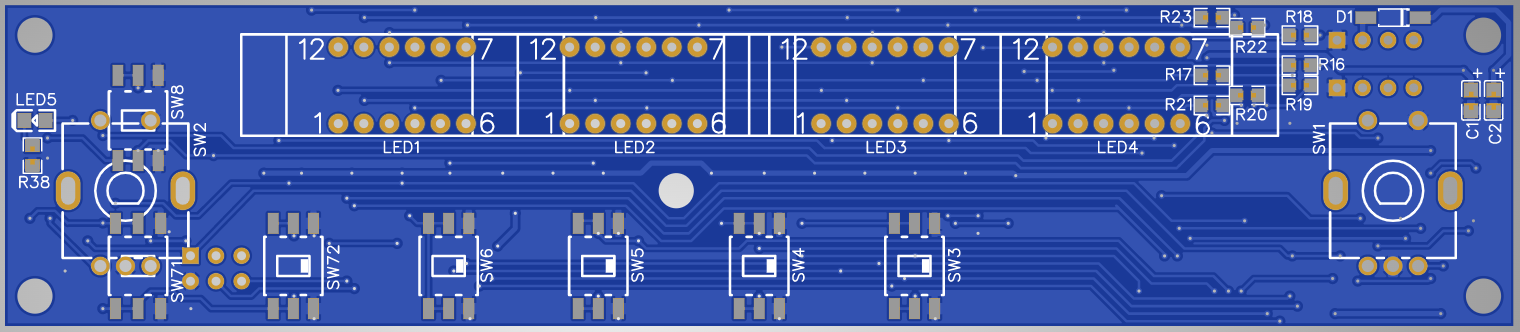 R23
R18
D1
R22
12 7 12 7 12 7 12 7
R17
R16
+ +
R21
R19
R20
LED5
SW8
SW2
SW1
C1
C2
1 6 1 6 1 6 1 6
LED1
LED2
LED3
LED4
R38
SW71
SW72
SW6
SW5
SW4
SW3